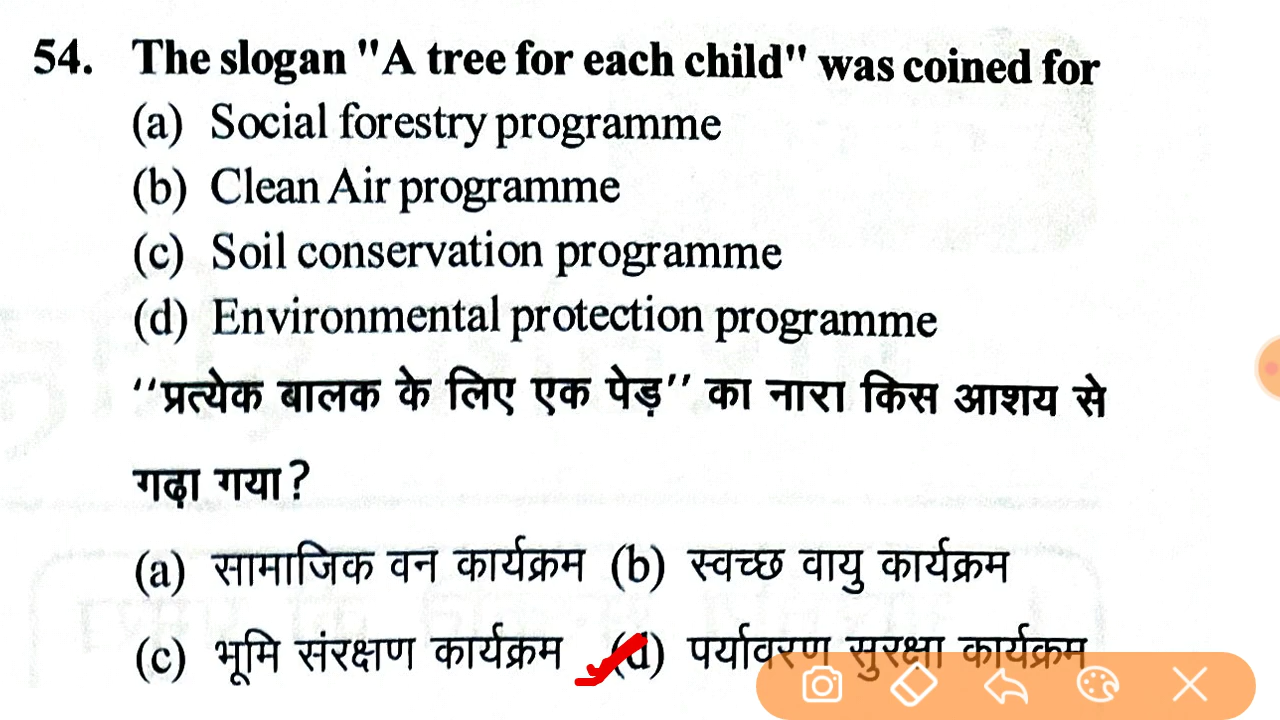 54. The slogan "A tree for each child" was coined for
(a) Social forestry programme
(b) Clean Air programme
(c) Soil conservation programme
(d) Environmental protection programme
‘‘प्रत्येक बालक के लिए एक पेड़’’ का नारा किस आशय से
गढ़ा गया?
(a) सामाजिक वन कार्यक्रम (b) स्वच्छ वायु कार्यक्रम
(c) भूमि संरक्षण कार्यक्रम (d) पर्यावरण सुरक्षा कार्यक्रम